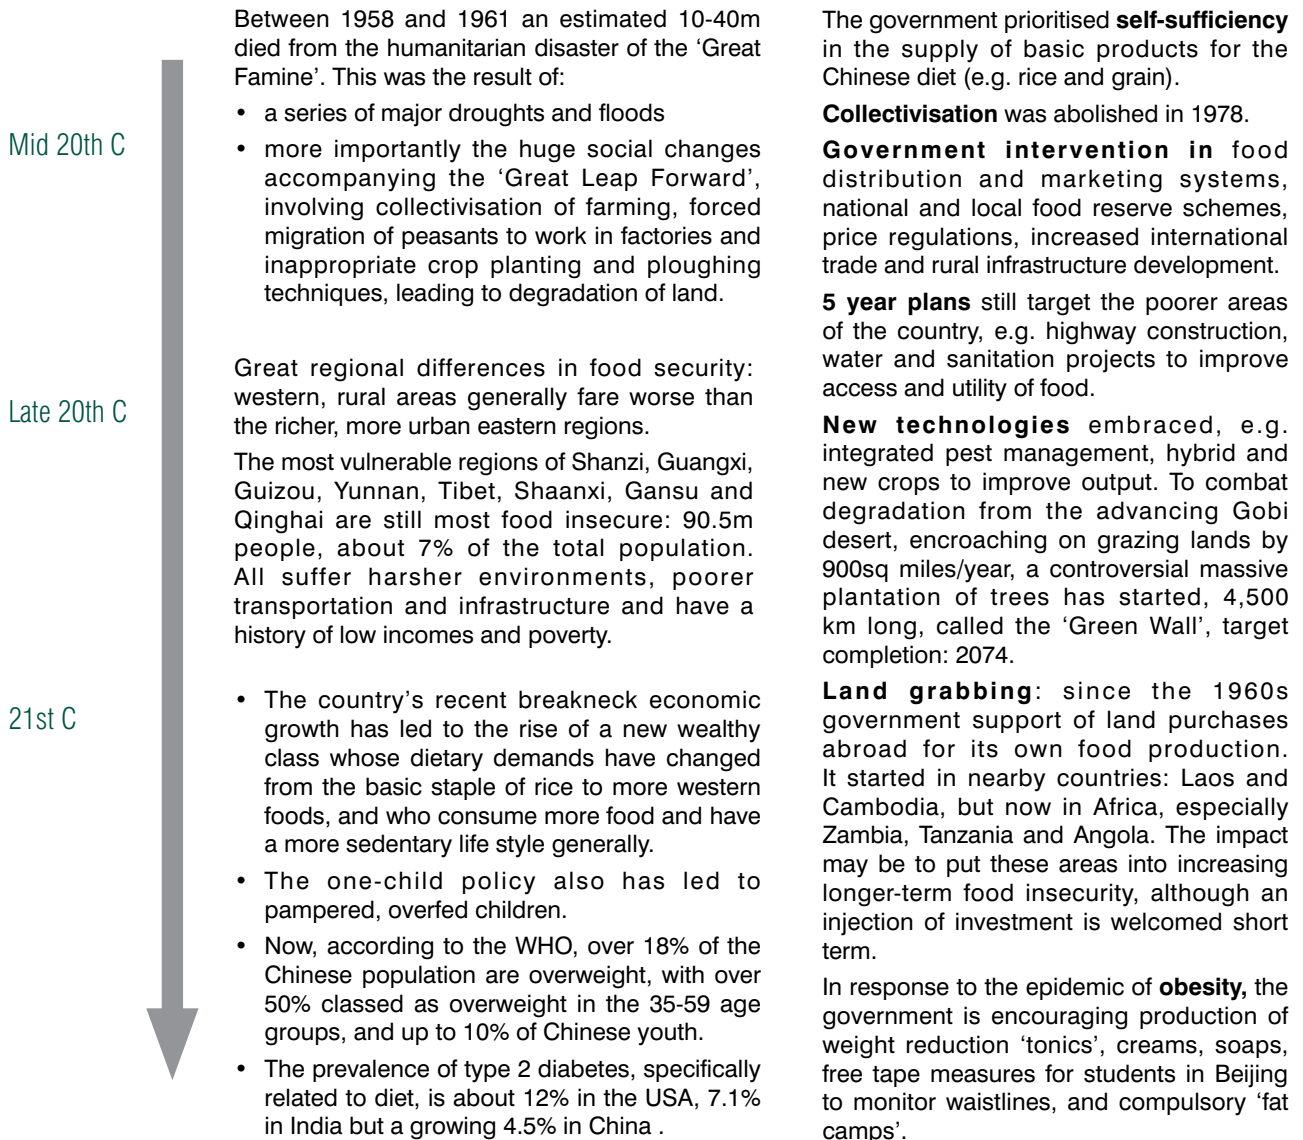 Mid 20th C
Between 1958 and 1961 an estimated 10-40m
died from the humanitarian disaster of the ‘Great
Famine’. This was the result of:
• a series of major droughts and floods
• more importantly the huge social changes
accompanying the ‘Great Leap Forward’,
involving collectivisation of farming, forced
migration of peasants to work in factories and
inappropriate crop planting and ploughing
techniques, leading to degradation of land.
Late 20th C
Great regional differences in food security:
western, rural areas generally fare worse than
the richer, more urban eastern regions.
The most vulnerable regions of Shanzi, Guangxi,
Guizou, Yunnan, Tibet, Shaanxi, Gansu and
Qinghai are still most food insecure: 90.5m
people, about 7% of the total population.
All suffer harsher environments, poorer
transportation and infrastructure and have a
history of low incomes and poverty.
21st C
• The country’s recent breakneck economic
growth has led to the rise of a new wealthy
class whose dietary demands have changed
from the basic staple of rice to more western
foods, and who consume more food and have
a more sedentary life style generally.
• The one-child policy also has led to
pampered, overfed children.
• Now, according to the WHO, over 18% of the
Chinese population are overweight, with over
50% classed as overweight in the 35-59 age
groups, and up to 10% of Chinese youth.
• The prevalence of type 2 diabetes, specifically
related to diet, is about 12% in the USA, 7.1%
in India but a growing 4.5% in China .
The government prioritised self-sufficiency
in the supply of basic products for the
Chinese diet (e.g. rice and grain).
Collectivisation was abolished in 1978.
Government intervention in food
distribution and marketing systems,
national and local food reserve schemes,
price regulations, increased international
trade and rural infrastructure development.
5 year plans still target the poorer areas
of the country, e.g. highway construction,
water and sanitation projects to improve
access and utility of food.
New technologies embraced, e.g.
integrated pest management, hybrid and
new crops to improve output. To combat
degradation from the advancing Gobi
desert, encroaching on grazing lands by
900sq miles/year, a controversial massive
plantation of trees has started, 4,500
km long, called the ‘Green Wall’, target
completion: 2074.
Land grabbing: since the 1960s
government support of land purchases
abroad for its own food production.
It started in nearby countries: Laos and
Cambodia, but now in Africa, especially
Zambia, Tanzania and Angola. The impact
may be to put these areas into increasing
longer-term food insecurity, although an
injection of investment is welcomed short
term.
In response to the epidemic of obesity, the
government is encouraging production of
weight reduction ‘tonics’, creams, soaps,
free tape measures for students in Beijing
to monitor waistlines, and compulsory ‘fat
camps’.